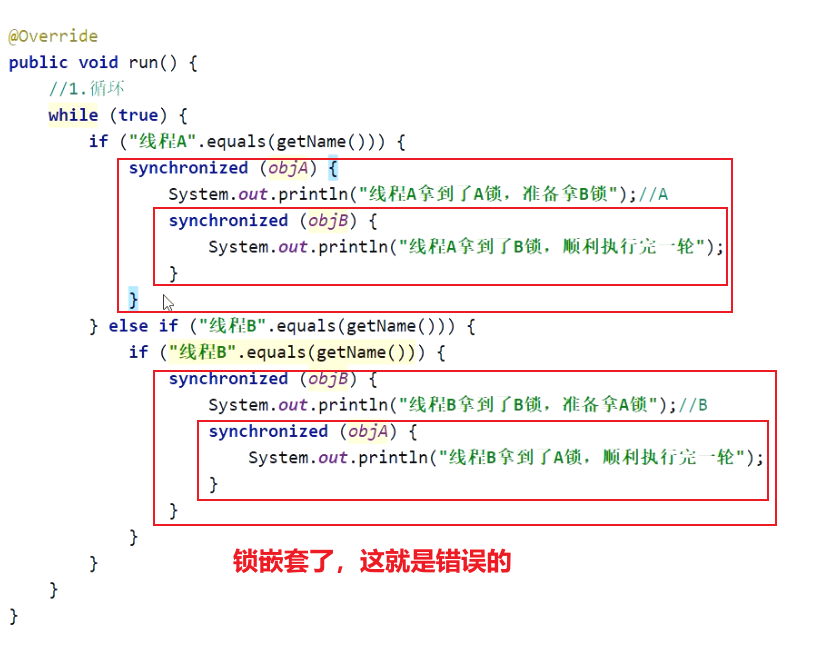 @Override
public void run() {
//1.循环
while (true) {
if ("线程A".equals(getName())) {
synchronized (objA) {
System.out.println("线程A拿到了A锁，准备拿B锁");//A
synchronized (objB) {
System.out.println("线程A拿到了B锁，顺利执行完一轮");
}
}
} else if ("线程B".equals(getName())) {
if ("线程B".equals(getName())) {
synchronized (objB) {
System.out.println("线程B拿到了B锁，准备拿A锁");//B
synchronized (objA) {
System.out.println("线程B拿到了A锁，顺利执行完一轮");
}
}
}
锁嵌套了，这就是错误的
}
}
}